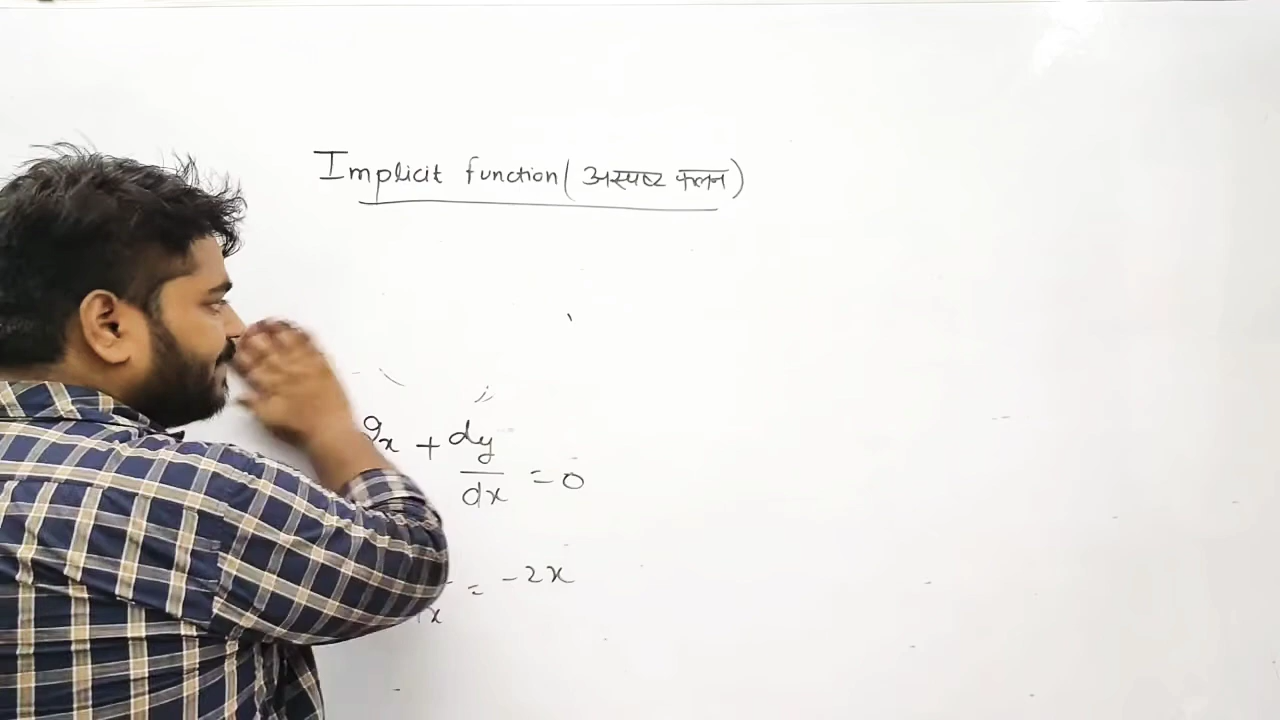 Implicit function (अस्पष्ट फलन)
2x + dy/dx = 0
= -2x